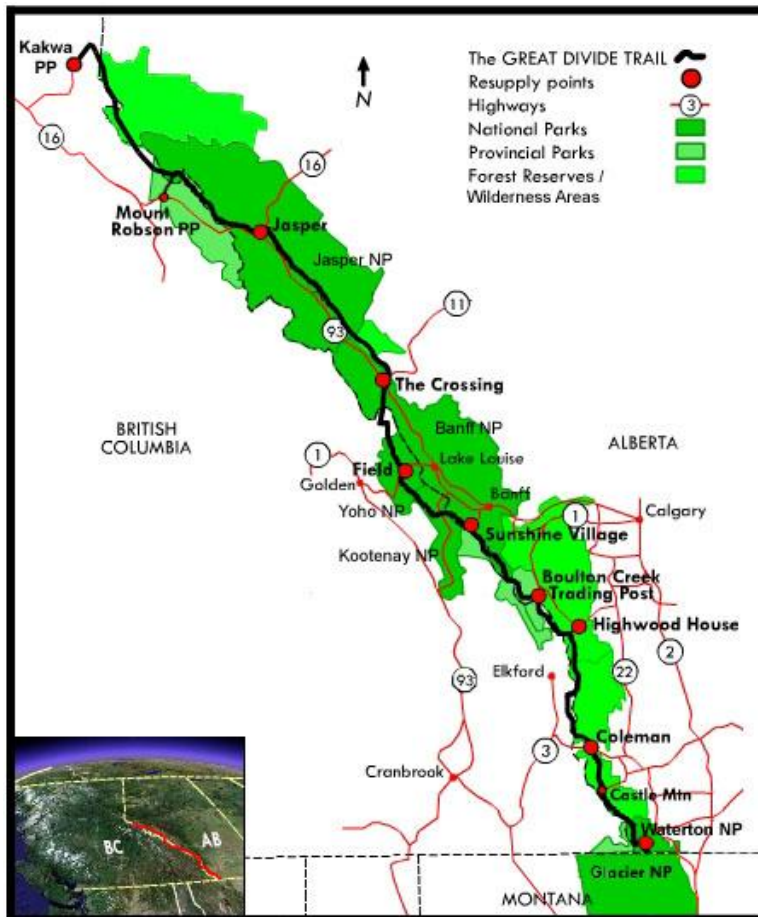 Kakwa
PP
The GREAT DIVIDE TRAIL
Resupply points
Highways 3
National Parks
Provincial Parks
Forest Reserves /
Wilderness Areas
N
16
16
Mount
Robson PP
Jasper
Jasper NP
11
93
The Crossing
BRITISH
COLUMBIA
Banff NP
ALBERTA
1
Field
Lake Louise
Golden
Banff
Calgary
1
Yoho NP
Sunshine Village
Kootenay NP
Boulton Creek
Trading Post
Highwood House
2
Elkford
22
93
Coleman
3
Cranbrook
Castle Mtn
Waterton NP
Glacier NP
MONTANA
BC
AB